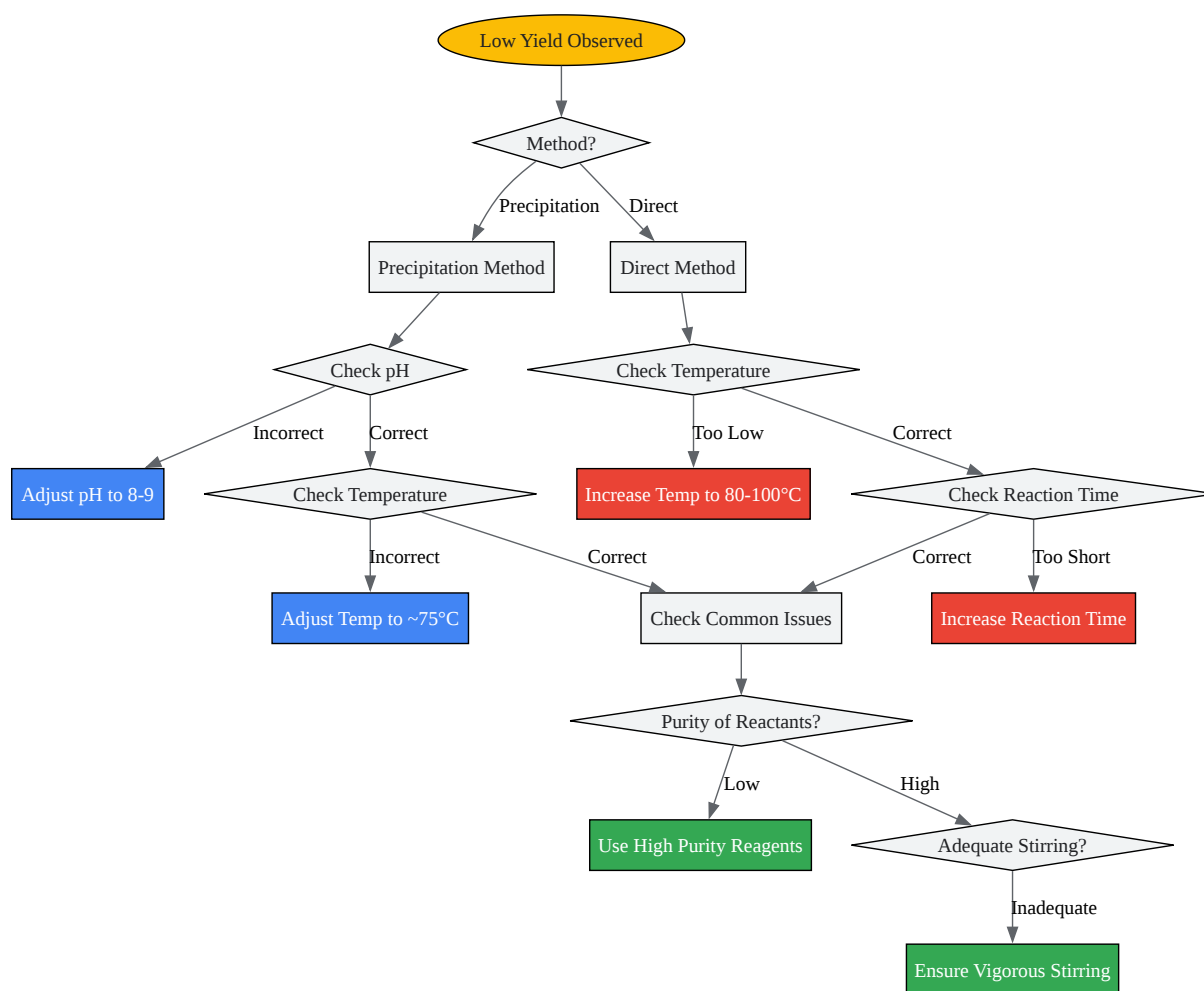 Low Yield Observed
Method?
Precipitation
Direct
Precipitation Method
Direct Method
Check pH
Check Temperature
Incorrect
Correct
Too Low
Correct
Adjust pH to 8-9
Check Temperature
Increase Temp to 80-100°C
Check Reaction Time
Incorrect
Correct
Correct
Too Short
Adjust Temp to ~75°C
Check Common Issues
Increase Reaction Time
Purity of Reactants?
Low
High
Use High Purity Reagents
Adequate Stirring?
Inadequate
Ensure Vigorous Stirring